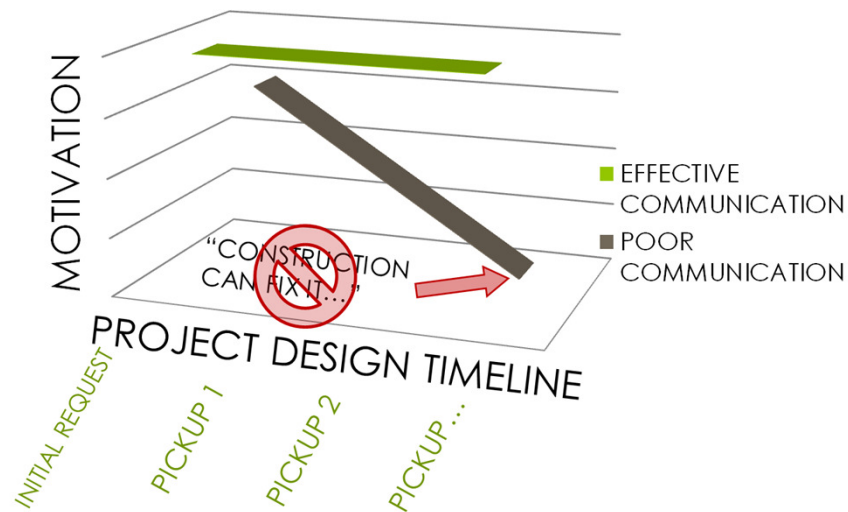 MOTIVATION
EFFECTIVE
COMMUNICATION
POOR
COMMUNICATION
“CONSTRUCTION
CAN FIX IT…”
PROJECT DESIGN TIMELINE
INITIAL REQUEST
PICKUP 1
PICKUP 2
PICKUP…